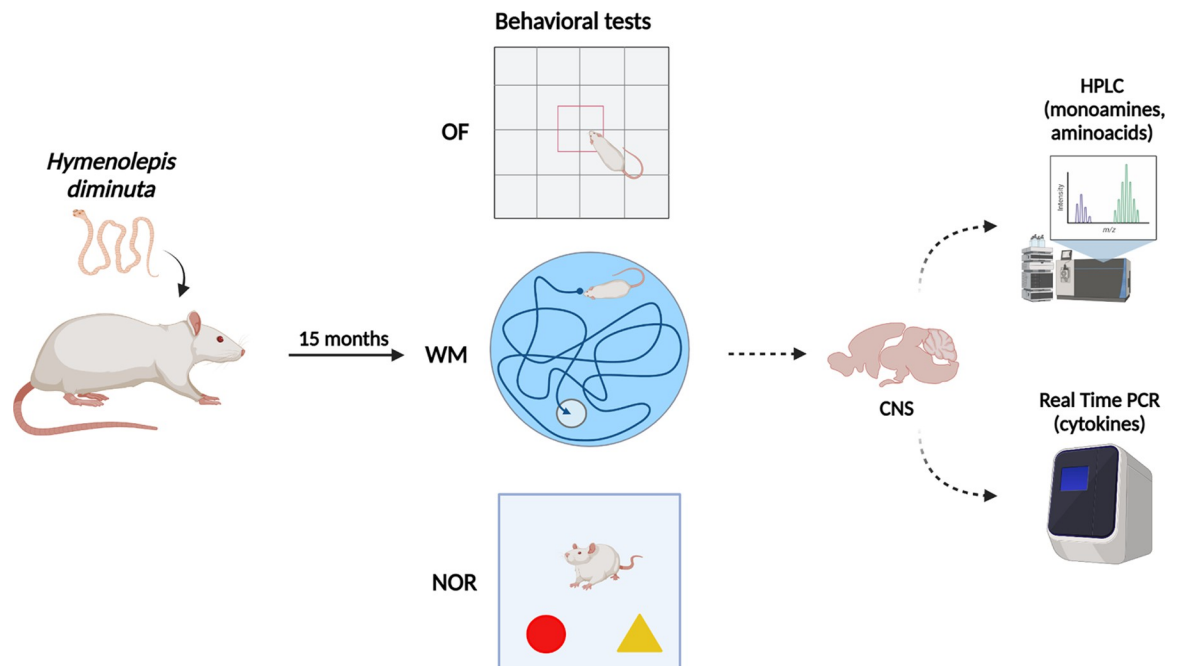 Behavioral tests
OF
Hymenolepis
diminuta
15 months
WM
NOR
CNS
HPLC
(monoamines,
aminoacids)
Intensity
m/z
Real Time PCR
(cytokines)